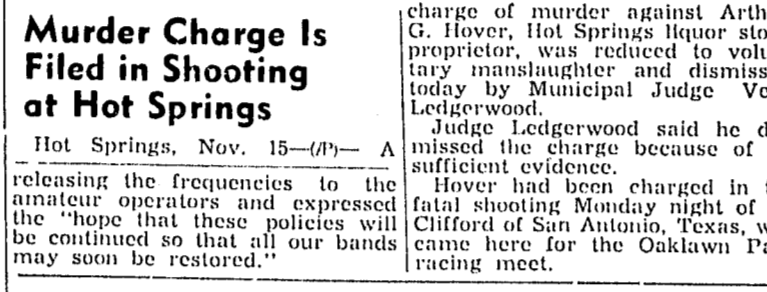 Murder Charge Is
Filed in Shooting
at Hot Springs
Hot Springs, Nov. 15—(AP)— A
releasing the frequencies to the
amateur operators and expressed
the "hope that these policies will
be continued so that all our bands
may soon be restored."
charge of murder against Arth
G. Hover, Hot Springs liquor sto
proprietor, was reduced to volu
tary manslaughter and dismiss
today by Municipal Judge Ve
Ledgerwood.
Judge Ledgerwood said he d
missed the charge because of
sufficient evidence.
Hover had been charged in t
fatal shooting Monday night of
Clifford of San Antonio, Texas, w
came here for the Oaklawn Pa
racing meet.